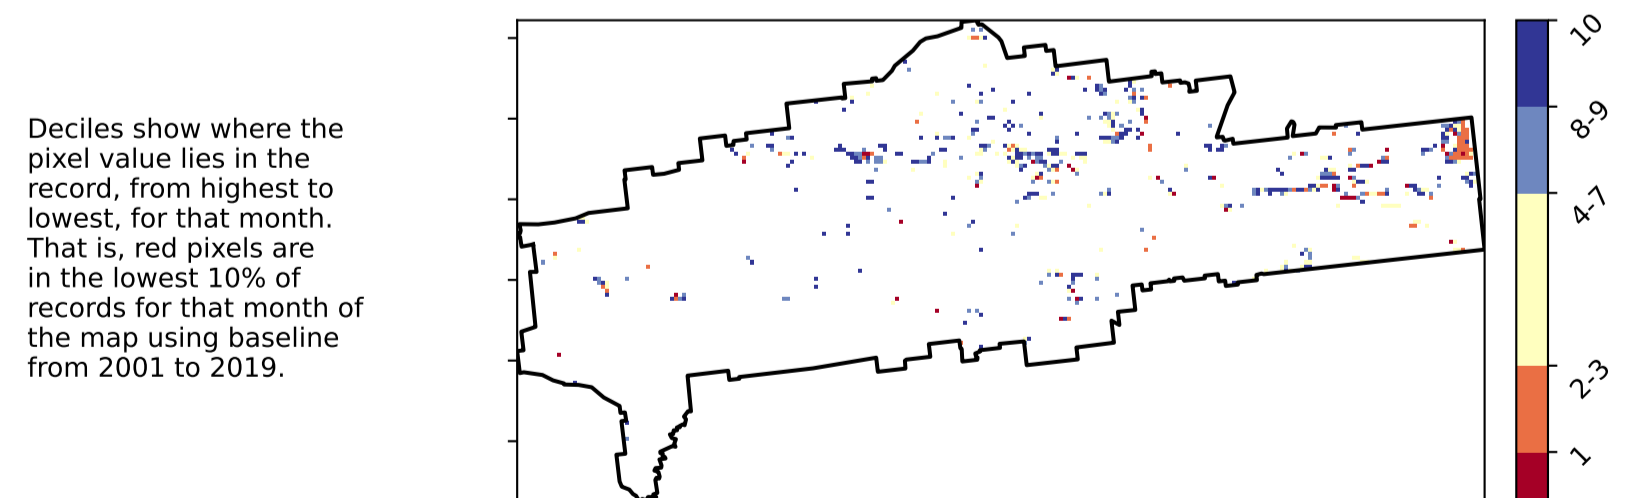 Deciles show where the
pixel value lies in the
record, from highest to
lowest, for that month.
That is, red pixels are
in the lowest 10% of
records for that month of
the map using baseline
from 2001 to 2019.
10
8-9
4-7
2-3
1